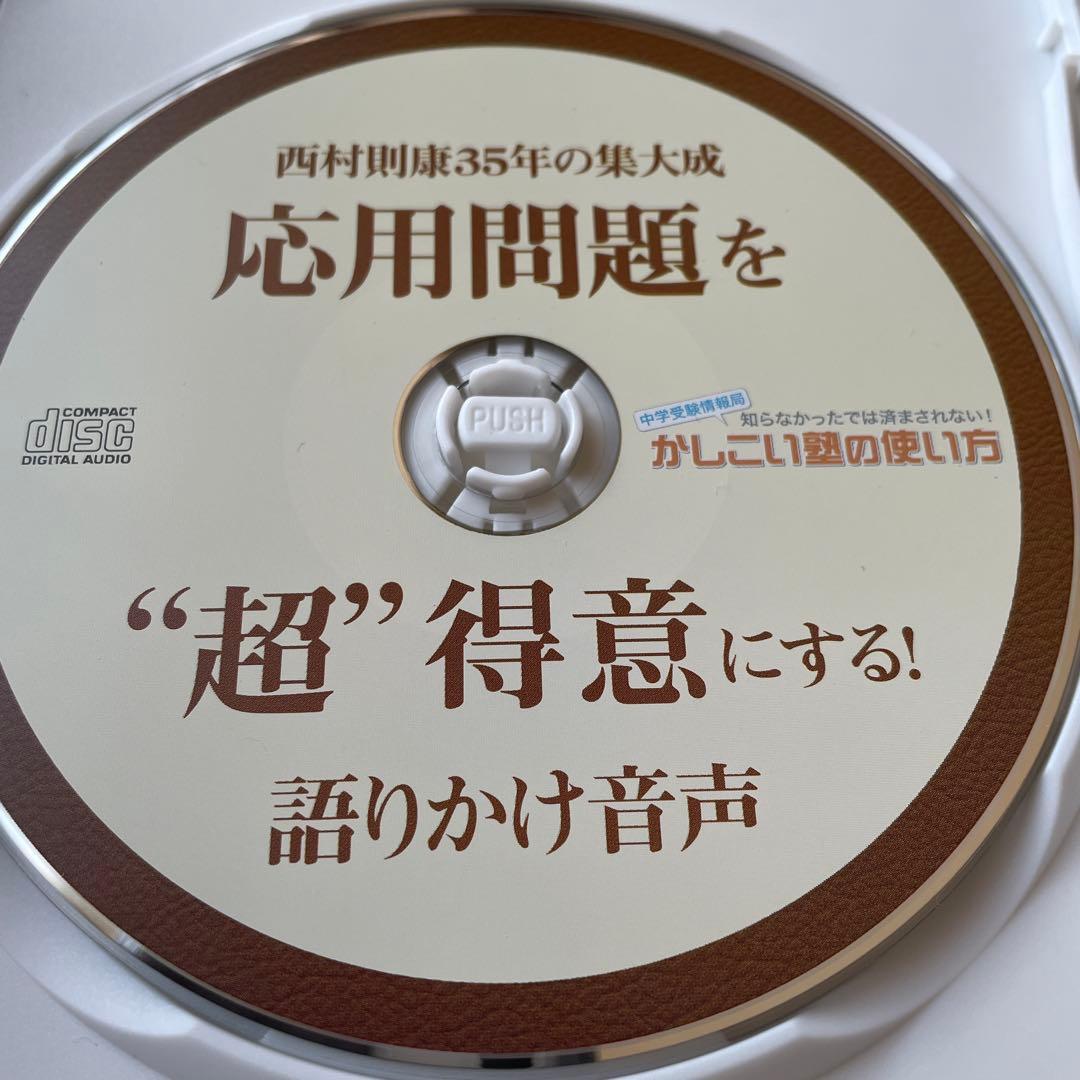 西村則康35年の集大成
応用問題を
PUSH
COMPACT
disc
DIGITAL AUDIO
中学受験情報局
知らなかったでは済まされない!
かしこい塾の使い方
“超”得意にする!
語りかけ音声